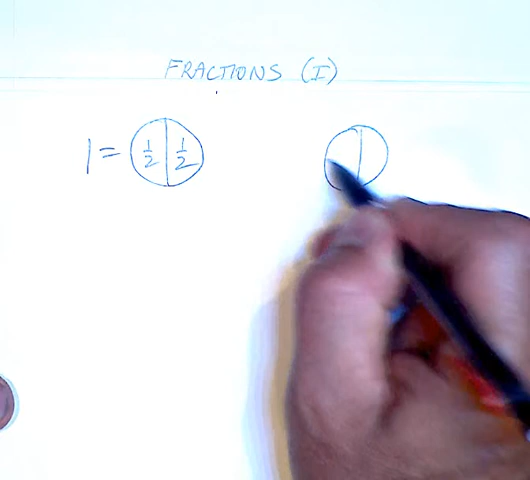 FRACTIONS (I)
1 = 1/2 1/2